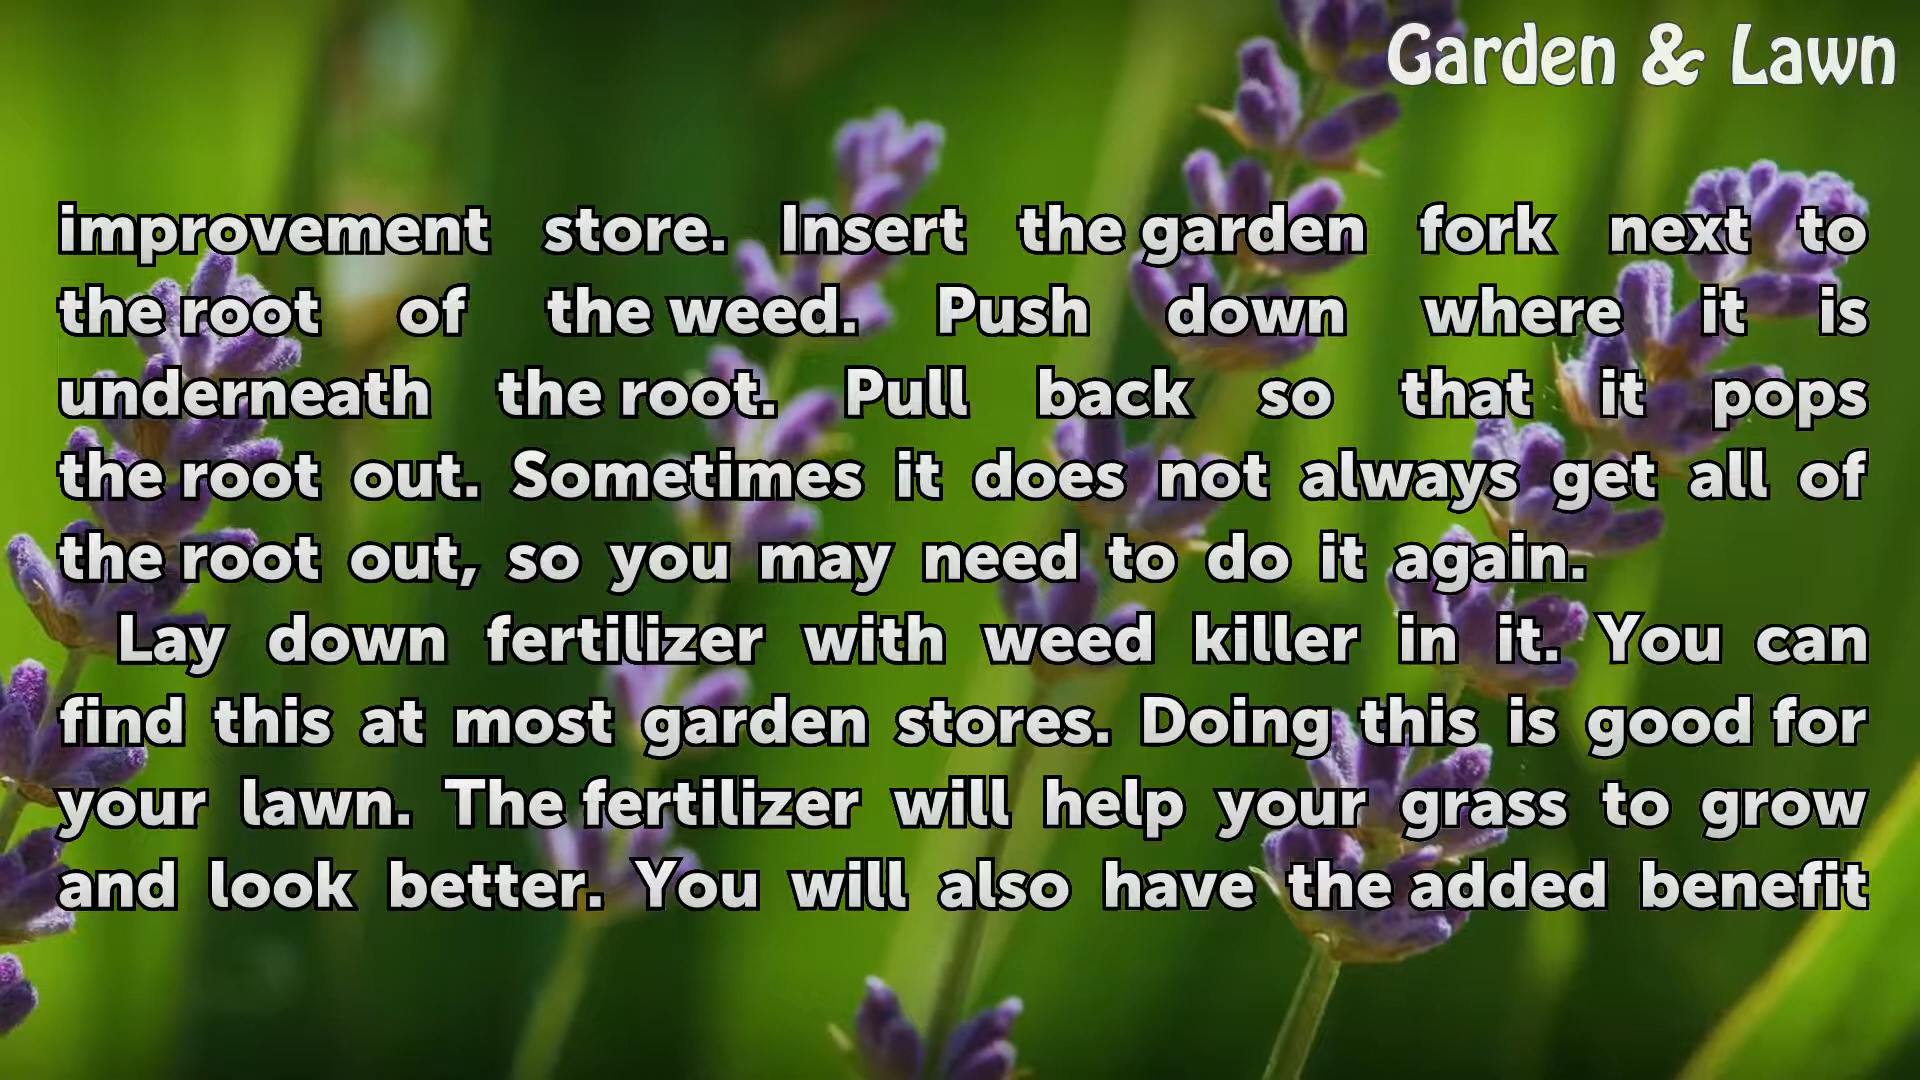 Garden & Lawn
improvement store. Insert the garden fork next to
the root of the weed. Push down where it is
underneath the root. Pull back so that it pops
the root out. Sometimes it does not always get all of
the root out, so you may need to do it again.
Lay down fertilizer with weed killer in it. You can
find this at most garden stores. Doing this is good for
your lawn. The fertilizer will help your grass to grow
and look better. You will also have the added benefit